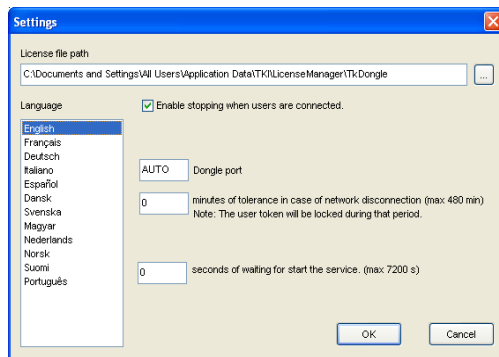 Settings
License file path
C:\Documents and Settings\All Users\Application Data\TKI\LicenseManager\TkDongle
...
Language
Enable stopping when users are connected.
English
Français
Deutsch
Italiano
Español
Dansk
Svenska
Magyar
Nederlands
Norsk
Suomi
Português
AUTO
Dongle port
0
minutes of tolerance in case of network disconnection (max 480 min)
Note: The user token will be locked during that period.
0
seconds of waiting for start the service. (max 7200 s)
OK
Cancel